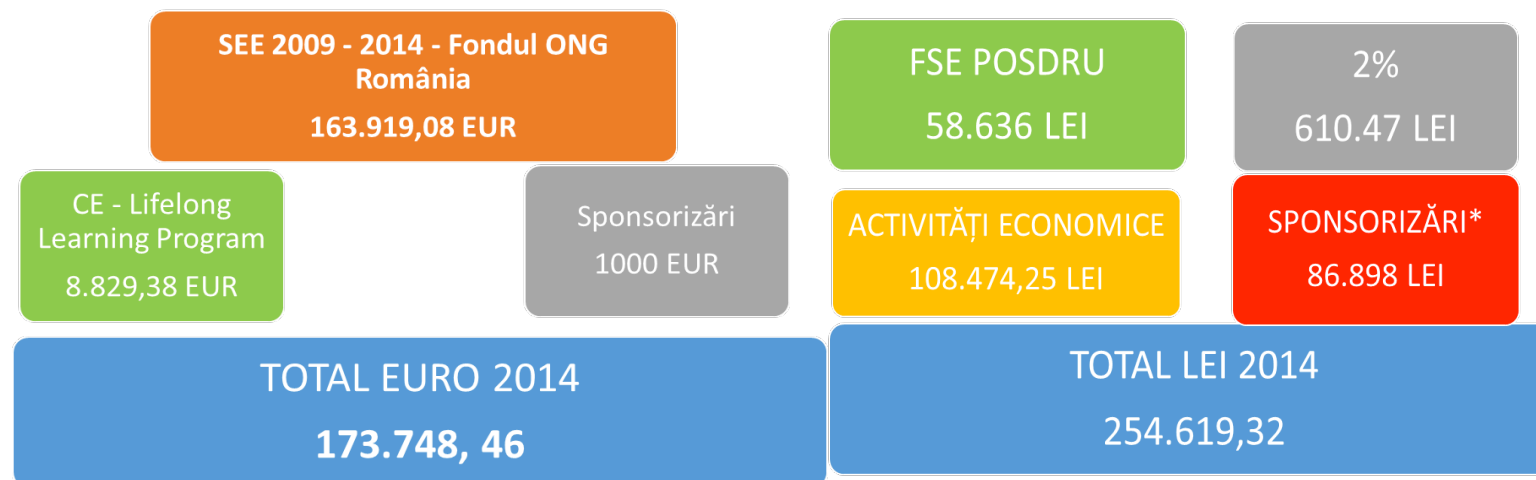 SEE 2009 - 2014 - Fondul ONG
România
163.919,08 EUR
CE - Lifelong
Learning Program
8.829,38 EUR
Sponsorizări
1000 EUR
TOTAL EURO 2014
173.748, 46
FSE POSDRU
58.636 LEI
2%
610.47 LEI
ACTIVITĂȚI ECONOMICE
108.474,25 LEI
SPONSORIZĂRI*
86.898 LEI
TOTAL LEI 2014
254.619,32